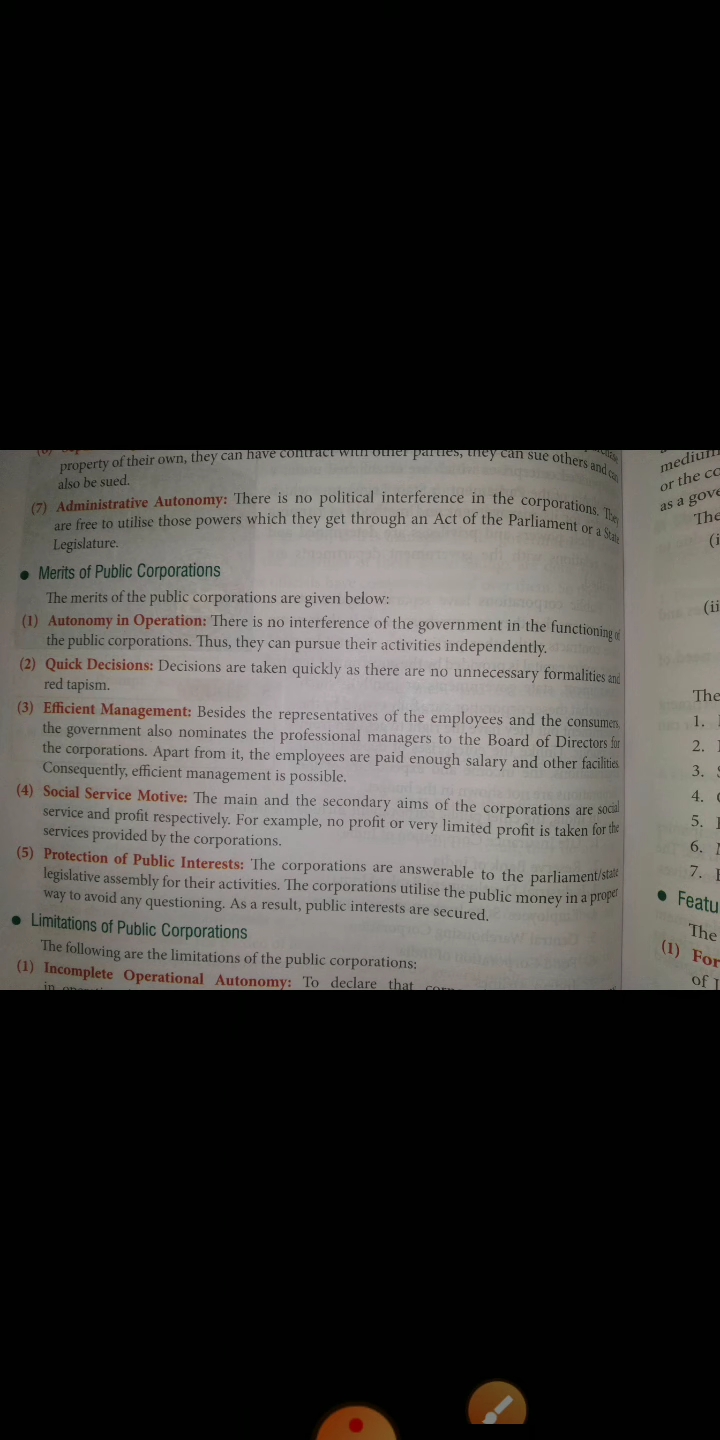 property of their own, they can have contract with other parties, they can sue others and can
also be sued.
(7) Administrative Autonomy: There is no political interference in the corporations. They
are free to utilise those powers which they get through an Act of the Parliament or a State
Legislature.
• Merits of Public Corporations
The merits of the public corporations are given below:
(1) Autonomy in Operation: There is no interference of the government in the functioning of
the public corporations. Thus, they can pursue their activities independently.
(2) Quick Decisions: Decisions are taken quickly as there are no unnecessary formalities and
red tapism.
(3) Efficient Management: Besides the representatives of the employees and the consumers,
the government also nominates the professional managers to the Board of Directors for
the corporations. Apart from it, the employees are paid enough salary and other facilities.
Consequently, efficient management is possible.
(4) Social Service Motive: The main and the secondary aims of the corporations are social
service and profit respectively. For example, no profit or very limited profit is taken for the
services provided by the corporations.
(5) Protection of Public Interests: The corporations are answerable to the parliament/state
legislative assembly for their activities. The corporations utilise the public money in a proper
way to avoid any questioning. As a result, public interests are secured.
• Limitations of Public Corporations
The following are the limitations of the public corporations:
(1) Incomplete Operational Autonomy: To declare that
in
medium
or the
as a
The
(i
(ii
The
1.
2.
3.
4.
5.
6.
7.
• Featu
The
(1) For
of